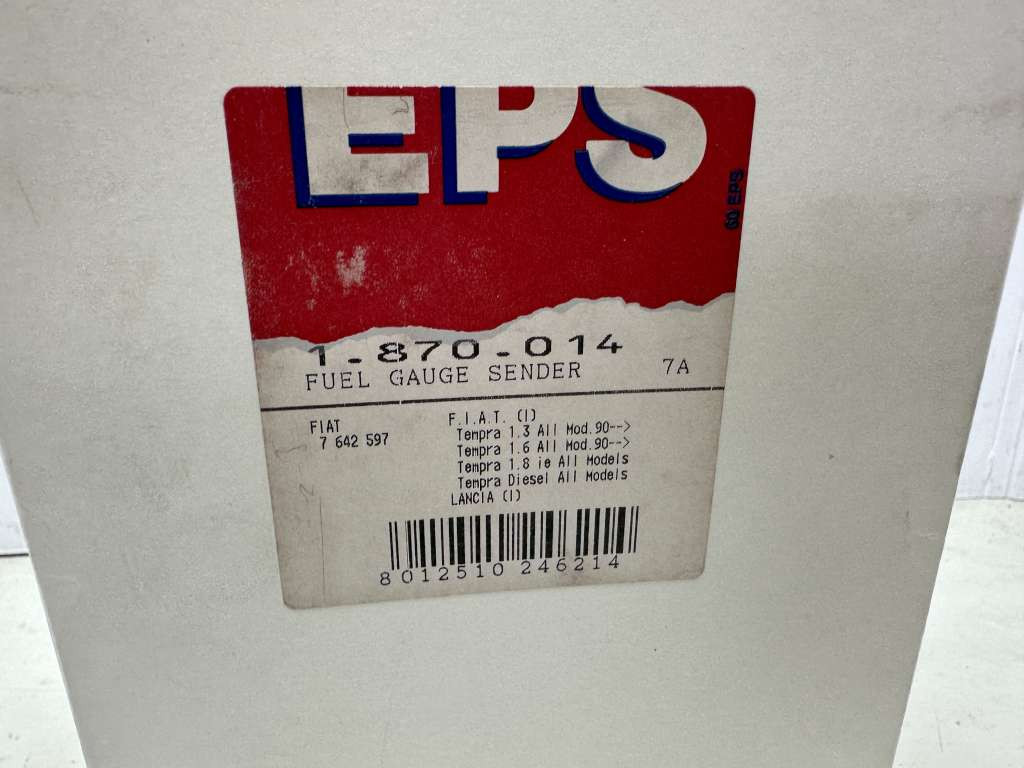 EPS
60 EPS
1.870.014
FUEL GAUGE SENDER 7A
FIAT
7 642 597
F.I.A.T. (I)
Tempra 1.3 All Mod.90-->
Tempra 1.6 All Mod.90-->
Tempra 1.8 ie All Models
Tempra Diesel All Models
LANCIA (I)
8 012510 246214